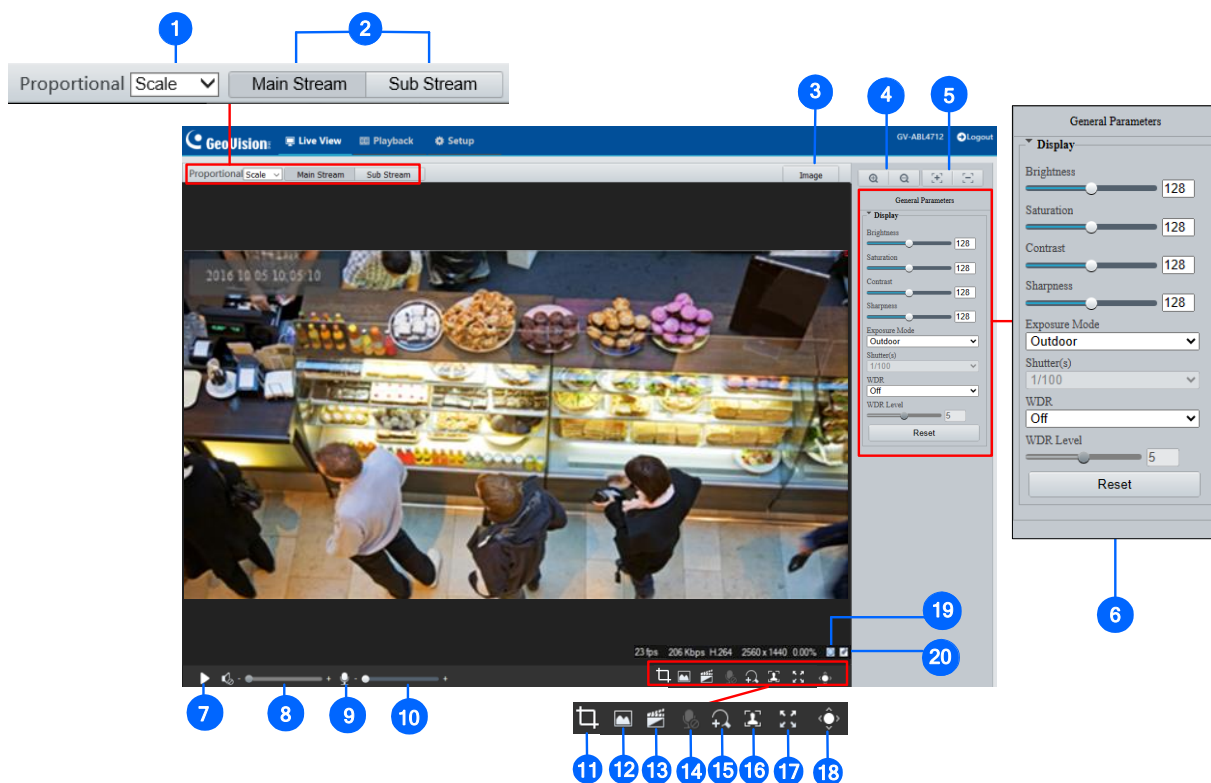 1
2
Proportional Scale Main Stream Sub Stream
3
4
5
GeoVision Live View Playback Setup GV-ABL4712 Logout
Proportional Scale Main Stream Sub Stream Image
General Parameters
Display
Brightness
128
Saturation
128
Contrast
128
Sharpness
128
Exposure Mode
Outdoor
Shutter(s)
1/100
WDR
Off
WDR Level
5
Reset
General Parameters
Display
Brightness
128
Saturation
128
Contrast
128
Sharpness
128
Exposure Mode
Outdoor
Shutter(s)
1/100
WDR
Off
WDR Level
5
Reset
6
2016 10 05 10:05:10
19
23 fps 206 Kbps H.264 2560 x 1440 0.00%
20
- + - +
7
8
9
10
11
12
13
14
15
16
17
18